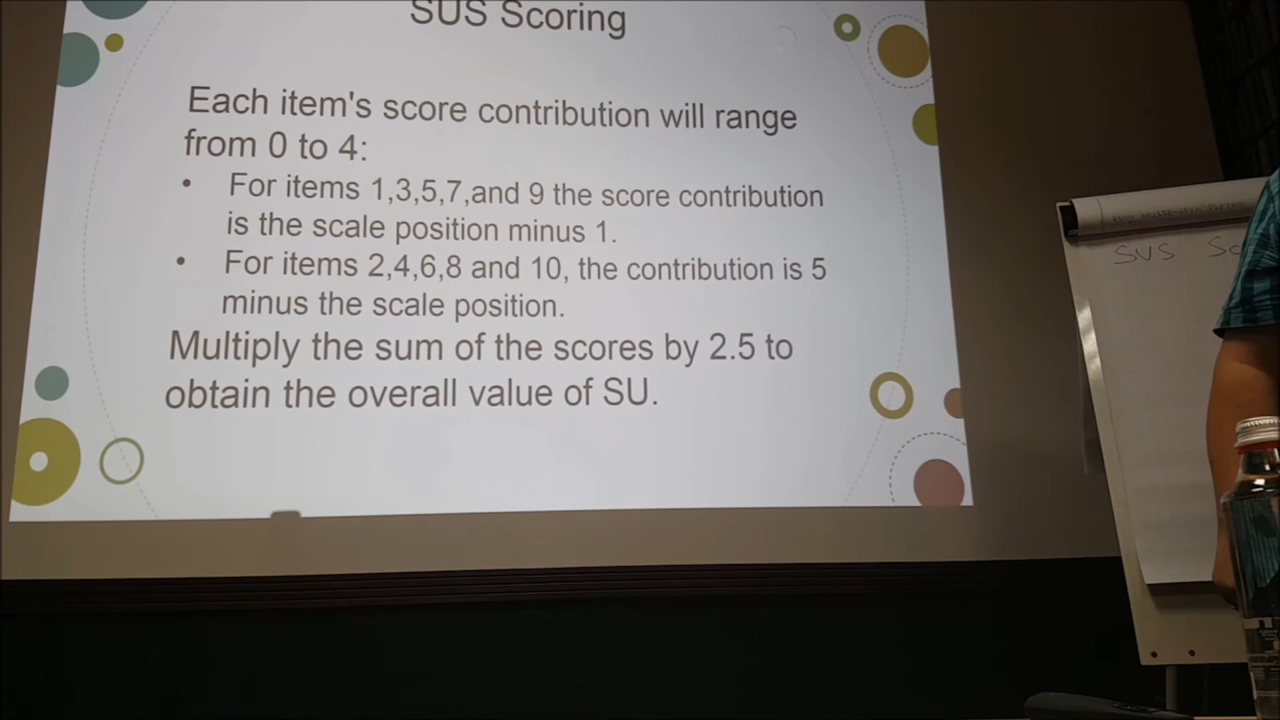 SUS Scoring
Each item's score contribution will range
from 0 to 4:
• For items 1,3,5,7,and 9 the score contribution
is the scale position minus 1.
• For items 2,4,6,8 and 10, the contribution is 5
minus the scale position.
Multiply the sum of the scores by 2.5 to
obtain the overall value of SU.
SUS